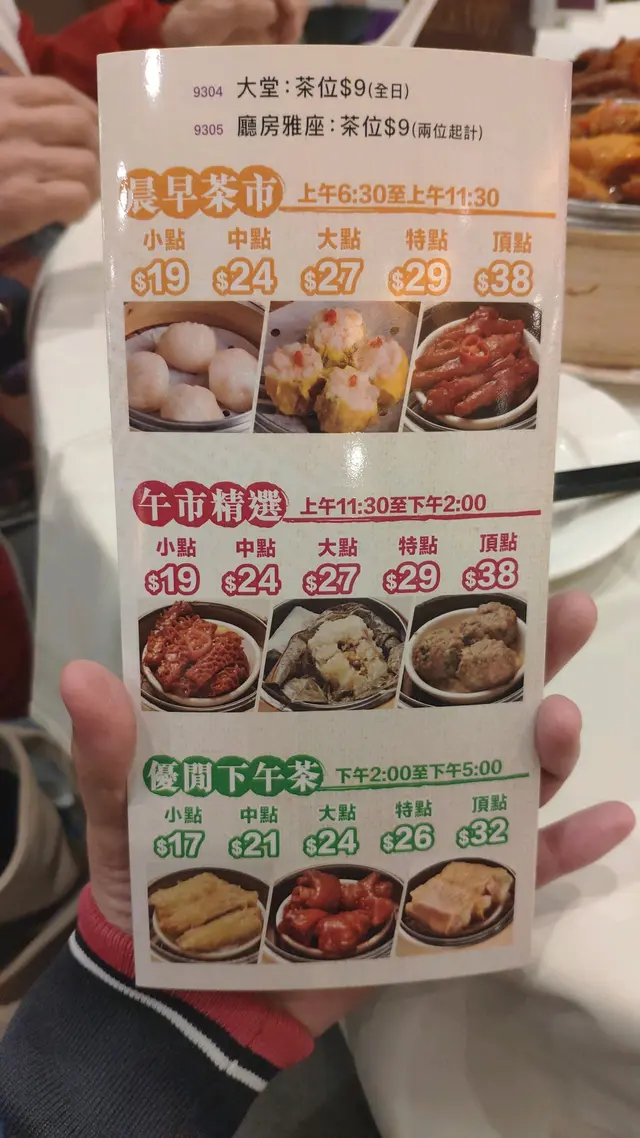 9304 大堂：茶位$9(全日)
9305 廳房雅座：茶位$9(兩位起計)
晨早茶市 上午6:30至上午11:30
小點 中點 大點 特點 頂點
$19 $24 $27 $29 $38
午市精選 上午11:30至下午2:00
小點 中點 大點 特點 頂點
$19 $24 $27 $29 $38
優閒下午茶 下午2:00至下午5:00
小點 中點 大點 特點 頂點
$17 $21 $24 $26 $32